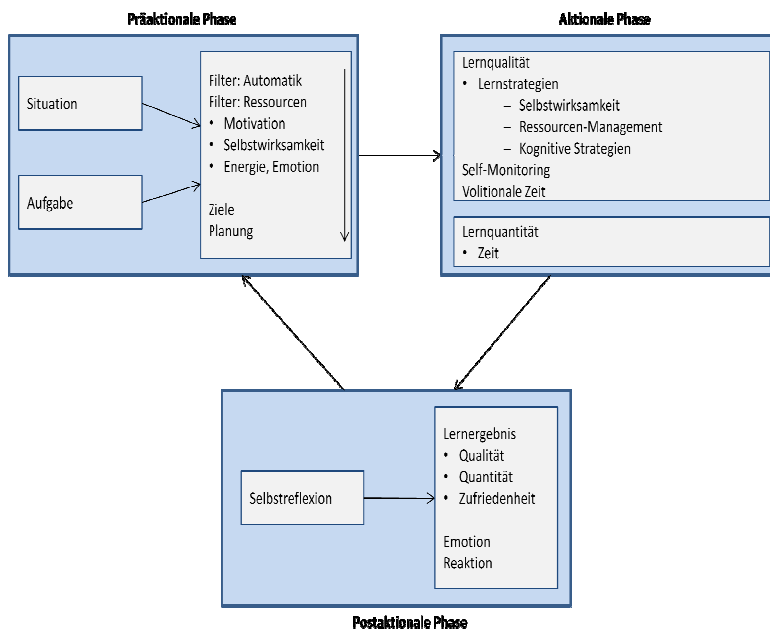 Präaktionale Phase
Situation
Aufgabe
Filter: Automatik
Filter: Ressourcen
• Motivation
• Selbstwirksamkeit
• Energie, Emotion
Ziele
Planung
Aktionale Phase
Lernqualität
• Lernstrategien
– Selbstwirksamkeit
– Ressourcen-Management
– Kognitive Strategien
Self-Monitoring
Volitionale Zeit
Lernquantität
• Zeit
Selbstreflexion
Lernergebnis
• Qualität
• Quantität
• Zufriedenheit
Emotion
Reaktion
Postaktionale Phase